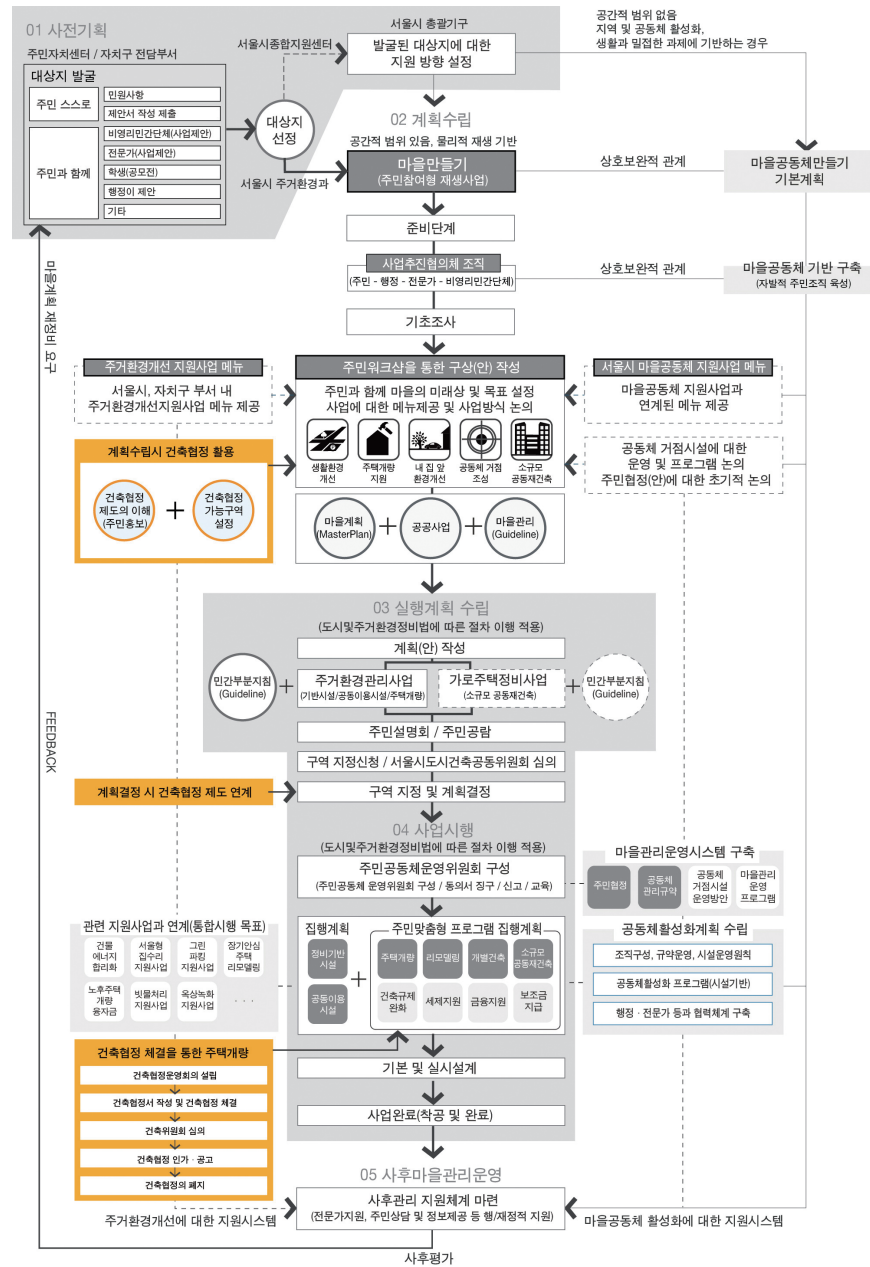 01 사전기획
주민자치센터 / 자치구 전담부서
대상지 발굴
주민 스스로
민원사항
제안서 작성 제출
주민과 함께
비영리민간단체(사업제안)
전문가(사업제안)
학생(공모전)
행정이 제안
기타
대상지
선정
서울시종합지원센터
서울시 주거환경과
서울시 총괄기구
발굴된 대상지에 대한
지원 방향 설정
공간적 범위 없음
지역 및 공동체 활성화,
생활과 밀접한 과제에 기반하는 경우
02 계획수립
공간적 범위 있음, 물리적 재생 기반
마을만들기
(주민참여형 재생사업)
상호보완적 관계
마을공동체만들기
기본계획
준비단계
사업추진협의체 조직
(주민 - 행정 - 전문가 - 비영리민간단체)
상호보완적 관계
마을공동체 기반 구축
(자발적 주민조직 육성)
기초조사
마을계획 재정비 요구
주거환경개선 지원사업 메뉴
서울시, 자치구 부서 내
주거환경개선지원사업 메뉴 제공
주민워크샵을 통한 구상(안) 작성
주민과 함께 마을의 미래상 및 목표 설정
사업에 대한 메뉴제공 및 사업방식 논의
생활환경
개선
주택개량
지원
내 집 앞
환경개선
공동체 거점
조성
소규모
공동재건축
서울시 마을공동체 지원사업 메뉴
마을공동체 지원사업과
연계된 메뉴 제공
계획수립시 건축협정 활용
건축협정
제도의 이해
(주민홍보)
+
건축협정
가능구역
설정
공동체 거점시설에 대한
운영 및 프로그램 논의
주민협정(안)에 대한 초기적 논의
마을계획
(MasterPlan)
+
공공사업
+
마을관리
(Guideline)
03 실행계획 수립
(도시및주거환경정비법에 따른 절차 이행 적용)
계획(안) 작성
민간부분지침
(Guideline)
+
주거환경관리사업
(기반시설/공동이용시설/주택개량)
가로주택정비사업
(소규모 공동재건축)
+
민간부분지침
(Guideline)
주민설명회 / 주민공람
구역 지정신청 / 서울시도시건축공동위원회 심의
FEEDBACK
계획결정 시 건축협정 제도 연계
구역 지정 및 계획결정
04 사업시행
(도시및주거환경정비법에 따른 절차 이행 적용)
주민공동체운영위원회 구성
(주민공동체 운영위원회 구성 / 동의서 징구 / 신고 / 교육)
마을관리운영시스템 구축
주민협정
공동체
관리규약
공동체
거점시설
운영방안
마을관리
운영
프로그램
관련 지원사업과 연계(통합시행 목표)
건물
에너지
합리화
서울형
집수리
지원사업
그린
파킹
지원사업
장기안심
주택
리모델링
노후주택
개량
융자금
빗물처리
지원사업
옥상녹화
지원사업
. . .
집행계획
정비기반
시설
공동이용
시설
+
주민맞춤형 프로그램 집행계획
주택개량
리모델링
개별건축
소규모
공동재건축
건축규제
완화
세제지원
금융지원
보조금
지급
공동체활성화계획 수립
조직구성, 규약운영, 시설운영원칙
공동체활성화 프로그램(시설기반)
행정 · 전문가 등과 협력체계 구축
건축협정 체결을 통한 주택개량
건축협정운영회의 설립
건축협정서 작성 및 건축협정 체결
건축위원회 심의
건축협정 인가 · 공고
건축협정의 폐지
기본 및 실시설계
사업완료(착공 및 완료)
05 사후마을관리운영
사후관리 지원체계 마련
(전문가지원, 주민상담 및 정보제공 등 행/재정적 지원)
주거환경개선에 대한 지원시스템
마을공동체 활성화에 대한 지원시스템
사후평가